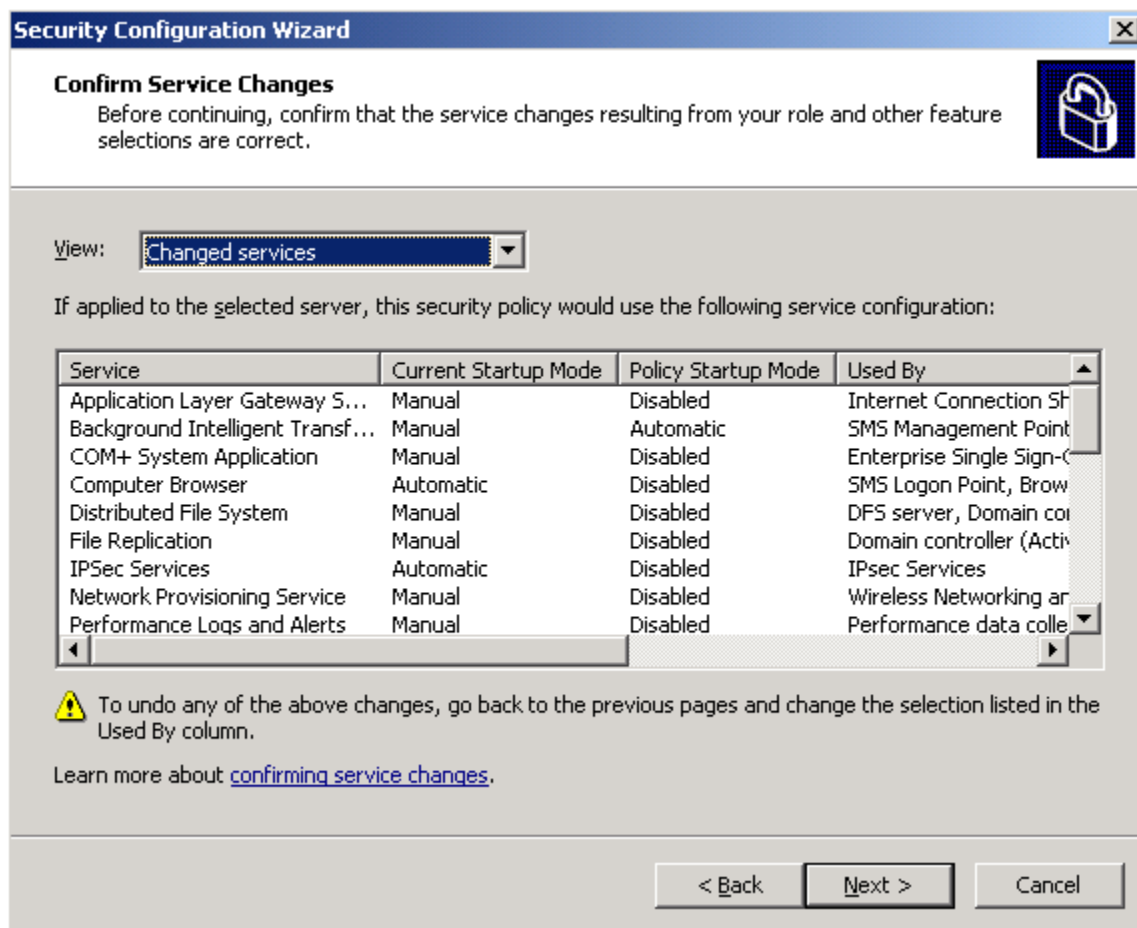 Security Configuration Wizard
Confirm Service Changes
Before continuing, confirm that the service changes resulting from your role and other feature
selections are correct.
View: Changed services
If applied to the selected server, this security policy would use the following service configuration:
Service Current Startup Mode Policy Startup Mode Used By
Application Layer Gateway S... Manual Disabled Internet Connection Sh
Background Intelligent Transf... Manual Automatic SMS Management Point
COM+ System Application Manual Disabled Enterprise Single Sign-O
Computer Browser Automatic Disabled SMS Logon Point, Brow
Distributed File System Manual Disabled DFS server, Domain co
File Replication Manual Disabled Domain controller (Activ
IPSec Services Automatic Disabled IPsec Services
Network Provisioning Service Manual Disabled Wireless Networking an
Performance Logs and Alerts Manual Disabled Performance data colle
To undo any of the above changes, go back to the previous pages and change the selection listed in the
Used By column.
Learn more about confirming service changes.
< Back Next > Cancel